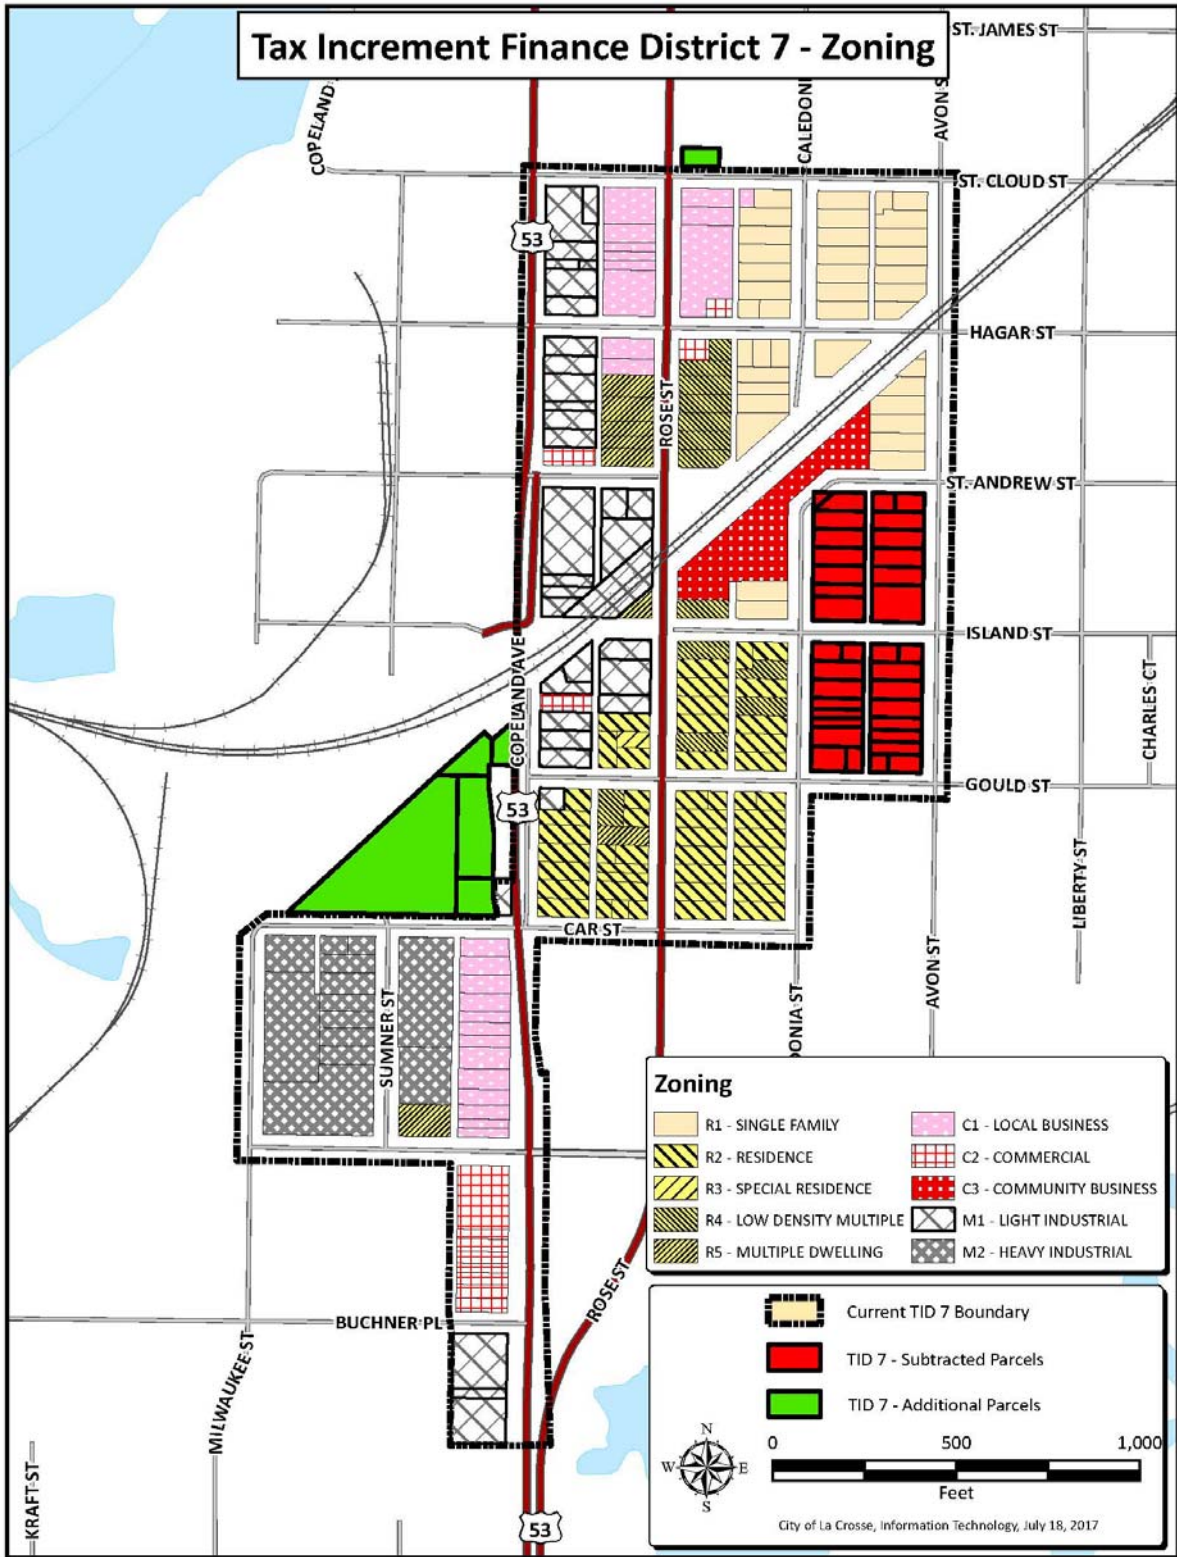 Tax Increment Finance District 7 - Zoning
ST. JAMES ST
COPELAND
CALEDONI
AVON S
ST. CLOUD ST
53
HAGAR ST
ROSE ST
ST. ANDREW ST
ISLAND ST
COPELAND AVE
CHARLES CT
GOULD ST
53
LIBERTY ST
CAR ST
AVON ST
SUMNER ST
DONIA ST
Zoning
R1 - SINGLE FAMILY
R2 - RESIDENCE
R3 - SPECIAL RESIDENCE
R4 - LOW DENSITY MULTIPLE
R5 - MULTIPLE DWELLING
C1 - LOCAL BUSINESS
C2 - COMMERCIAL
C3 - COMMUNITY BUSINESS
M1 - LIGHT INDUSTRIAL
M2 - HEAVY INDUSTRIAL
ROSE ST
BUCHNER PL
MILWAUKEE ST
KRAFT ST
53
Current TID 7 Boundary
TID 7 - Subtracted Parcels
TID 7 - Additional Parcels
N
W E
S
0 500 1,000
Feet
City of La Crosse, Information Technology, July 18, 2017